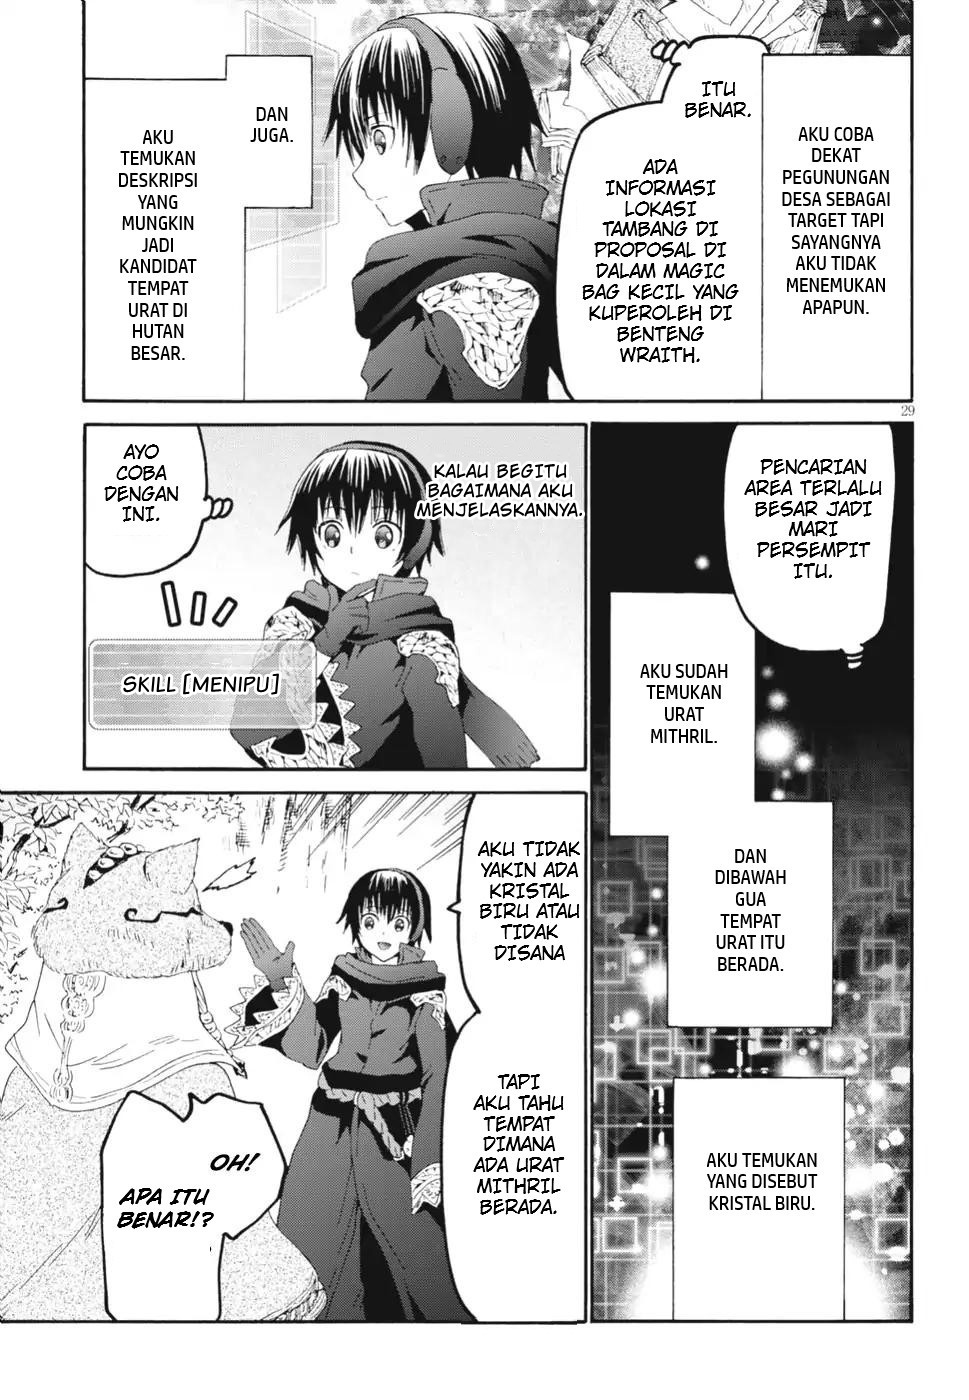 AKU COBA
DEKAT
PEGUNUNGAN
DESA SEBAGAI
TARGET TAPI
SAYANGNYA
AKU TIDAK
MENEMUKAN
APAPUN.
ITU
BENAR.
ADA
INFORMASI
LOKASI
TAMBANG DI
PROPOSAL DI
DALAM MAGIC
BAG KECIL YANG
KUPEROLEH DI
BENTENG
WRAITH.
DAN
JUGA.
AKU
TEMUKAN
DESKRIPSI
YANG
MUNGKIN
JADI
KANDIDAT
TEMPAT
URAT DI
HUTAN
BESAR.
29
PENCARIAN
AREA TERLALU
BESAR JADI
MARI
PERSEMPIT
ITU.
AKU SUDAH
TEMUKAN
URAT
MITHRIL.
DAN
DIBAWAH
GUA
TEMPAT
URAT ITU
BERADA.
AKU TEMUKAN
YANG DISEBUT
KRISTAL BIRU.
KALAU BEGITU
BAGAIMANA AKU
MENJELASKANNYA.
AYO
COBA
DENGAN
INI.
SKILL [MENIPU]
AKU TIDAK
YAKIN ADA
KRISTAL
BIRU ATAU
TIDAK
DISANA
TAPI
AKU TAHU
TEMPAT
DIMANA
ADA URAT
MITHRIL
BERADA.
OH!
APA ITU
BENAR!?